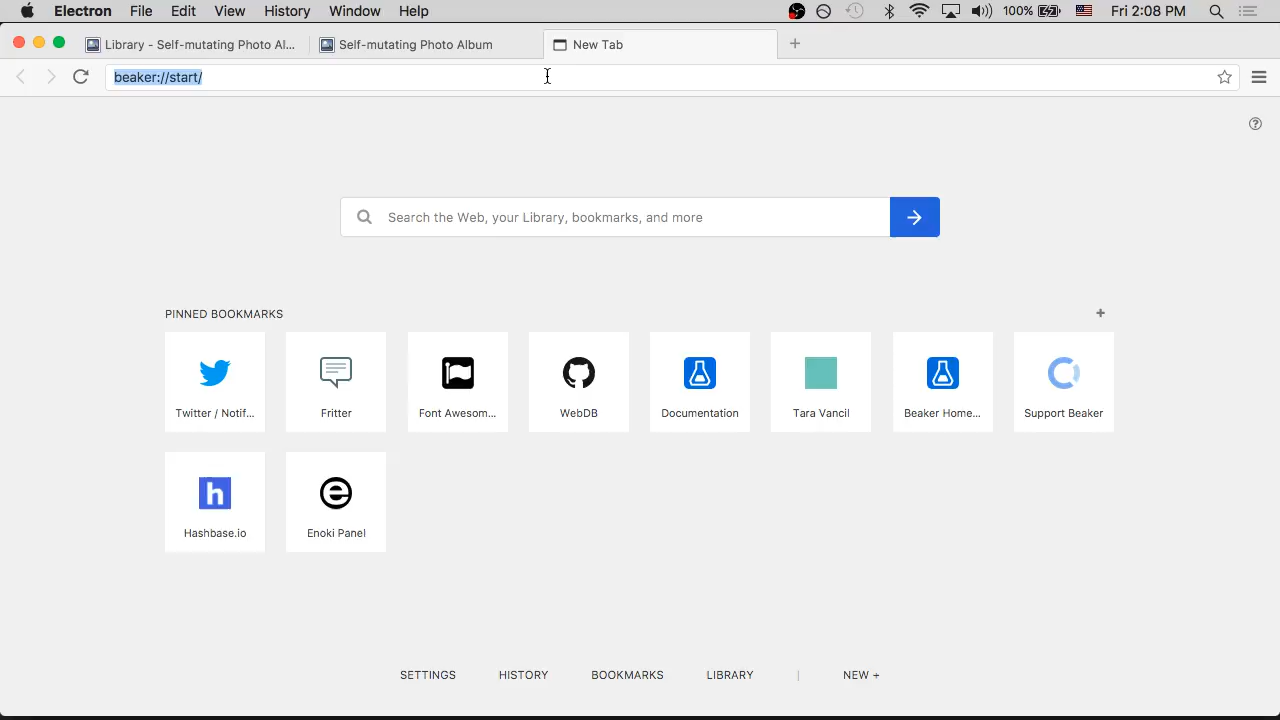 Electron File Edit View History Window Help 100% Fri 2:08 PM
Library - Self-mutating Photo Al... Self-mutating Photo Album New Tab
beaker://start/
Search the Web, your Library, bookmarks, and more
PINNED BOOKMARKS
Twitter / Notif... Fritter Font Awesom... WebDB Documentation Tara Vancil Beaker Home... Support Beaker
h e
Hashbase.io Enoki Panel
SETTINGS HISTORY BOOKMARKS LIBRARY | NEW +